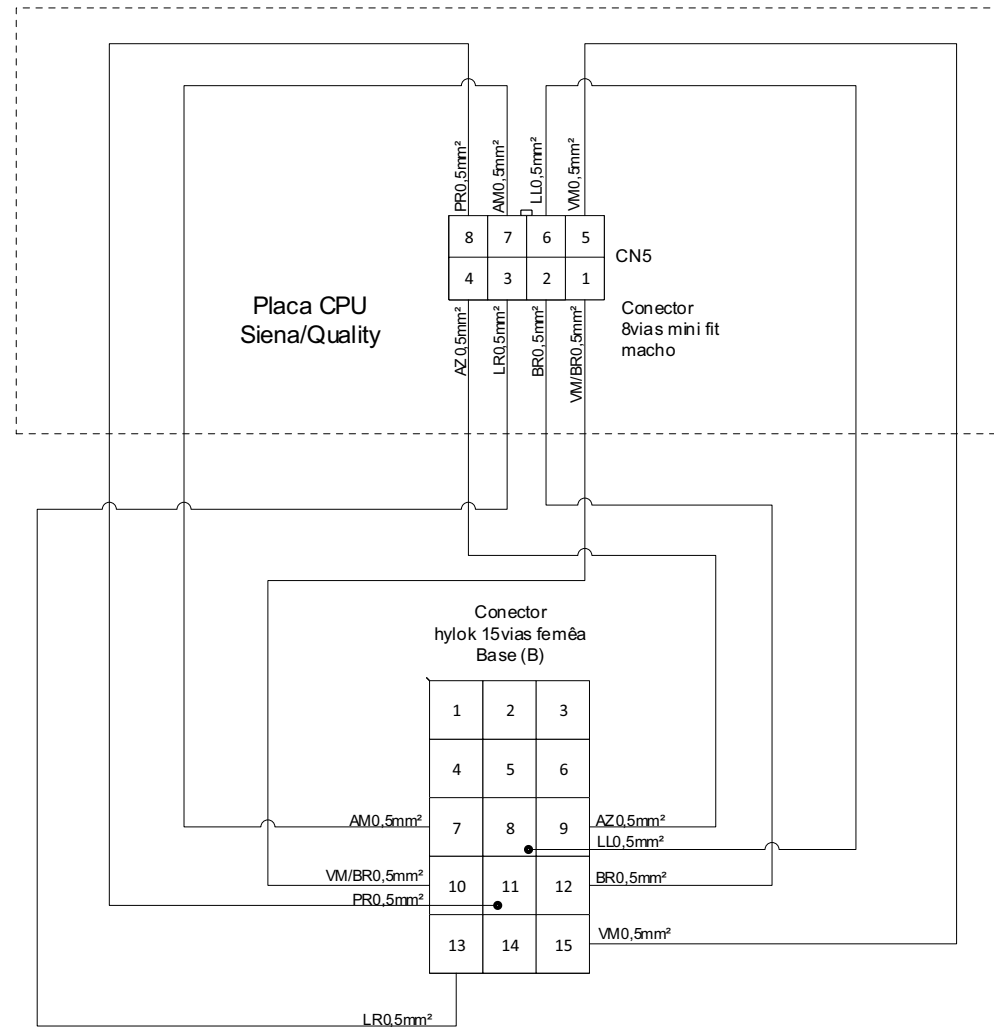 PR0,5mm²
AM0,5mm²
LL0,5mm²
VM0,5mm²
8 7 6 5
4 3 2 1
CN5
Placa CPU
Siena/Quality
Conector
8vias mini fit
macho
AZ0,5mm²
LR0,5mm²
BR0,5mm²
VM/BR0,5mm²
Conector
hylok 15vias femêa
Base (B)
1 2 3
4 5 6
AM0,5mm²
7 8 9
AZ0,5mm²
LL0,5mm²
VM/BR0,5mm²
10 11 12
BR0,5mm²
PR0,5mm²
13 14 15
VM0,5mm²
LR0,5mm²